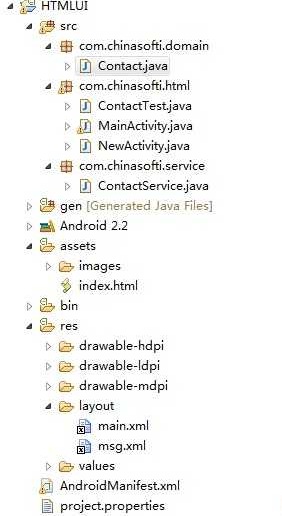 HTMLUI
src
com.chinasofti.domain
Contact.java
com.chinasofti.html
ContactTest.java
MainActivity.java
NewActivity.java
com.chinasofti.service
ContactService.java
gen [Generated Java Files]
Android 2.2
assets
images
index.html
bin
res
drawable-hdpi
drawable-ldpi
drawable-mdpi
layout
main.xml
msg.xml
values
AndroidManifest.xml
project.properties